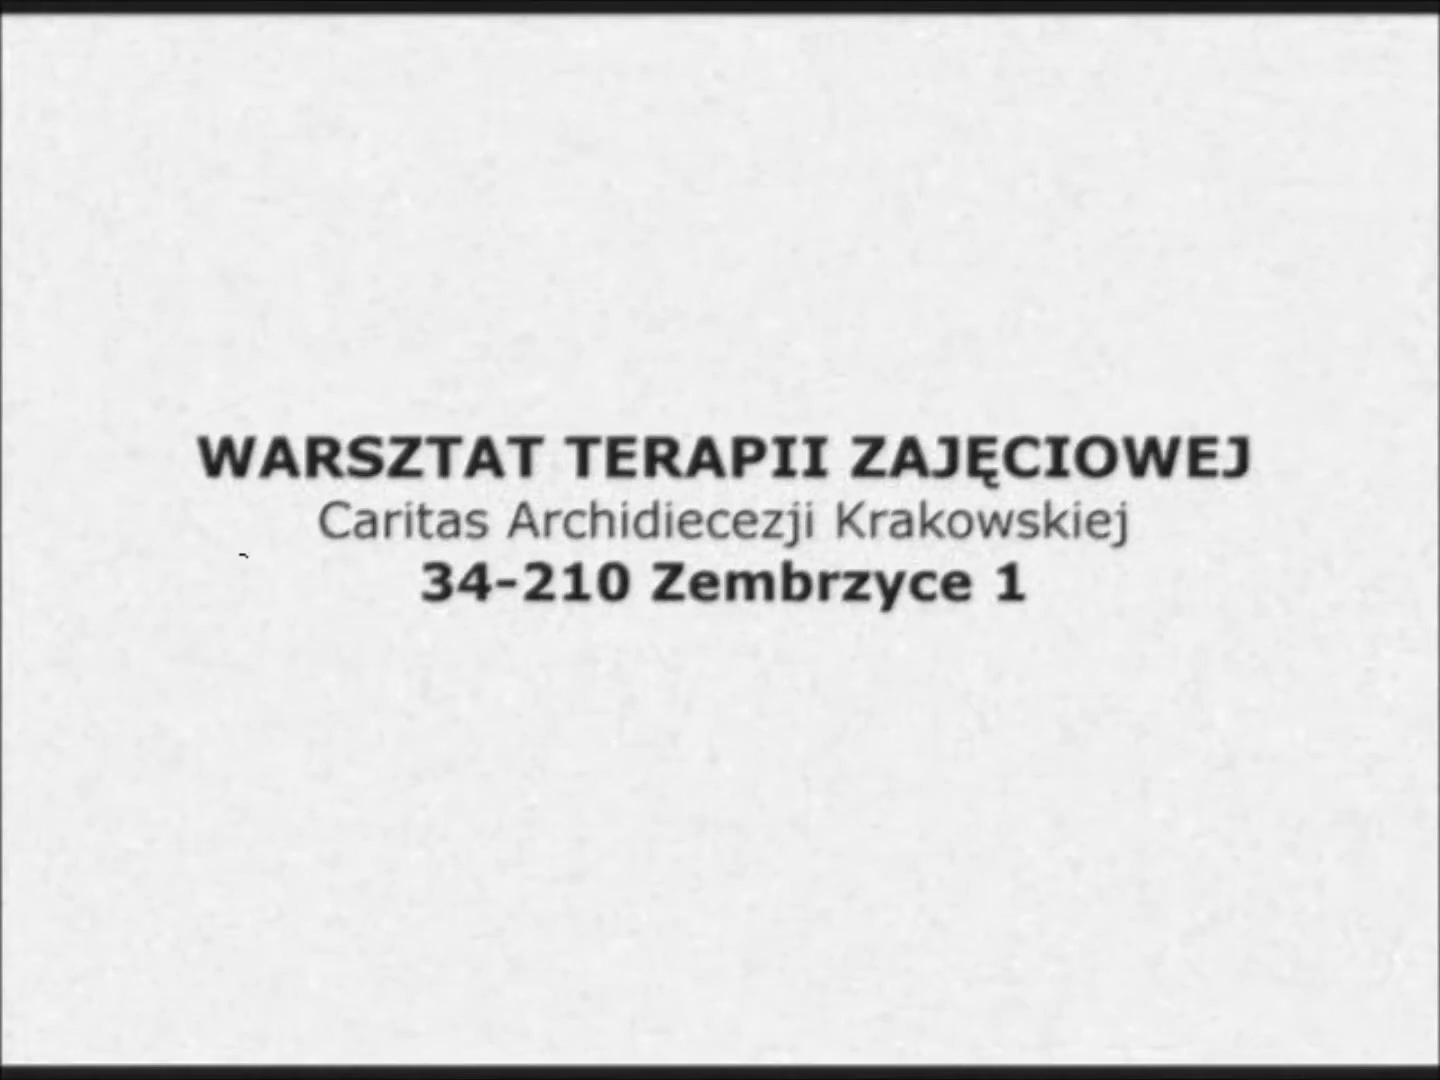 WARSZTAT TERAPII ZAJĘCIOWEJ
Caritas Archidiecezji Krakowskiej
34-210 Zembrzyce 1